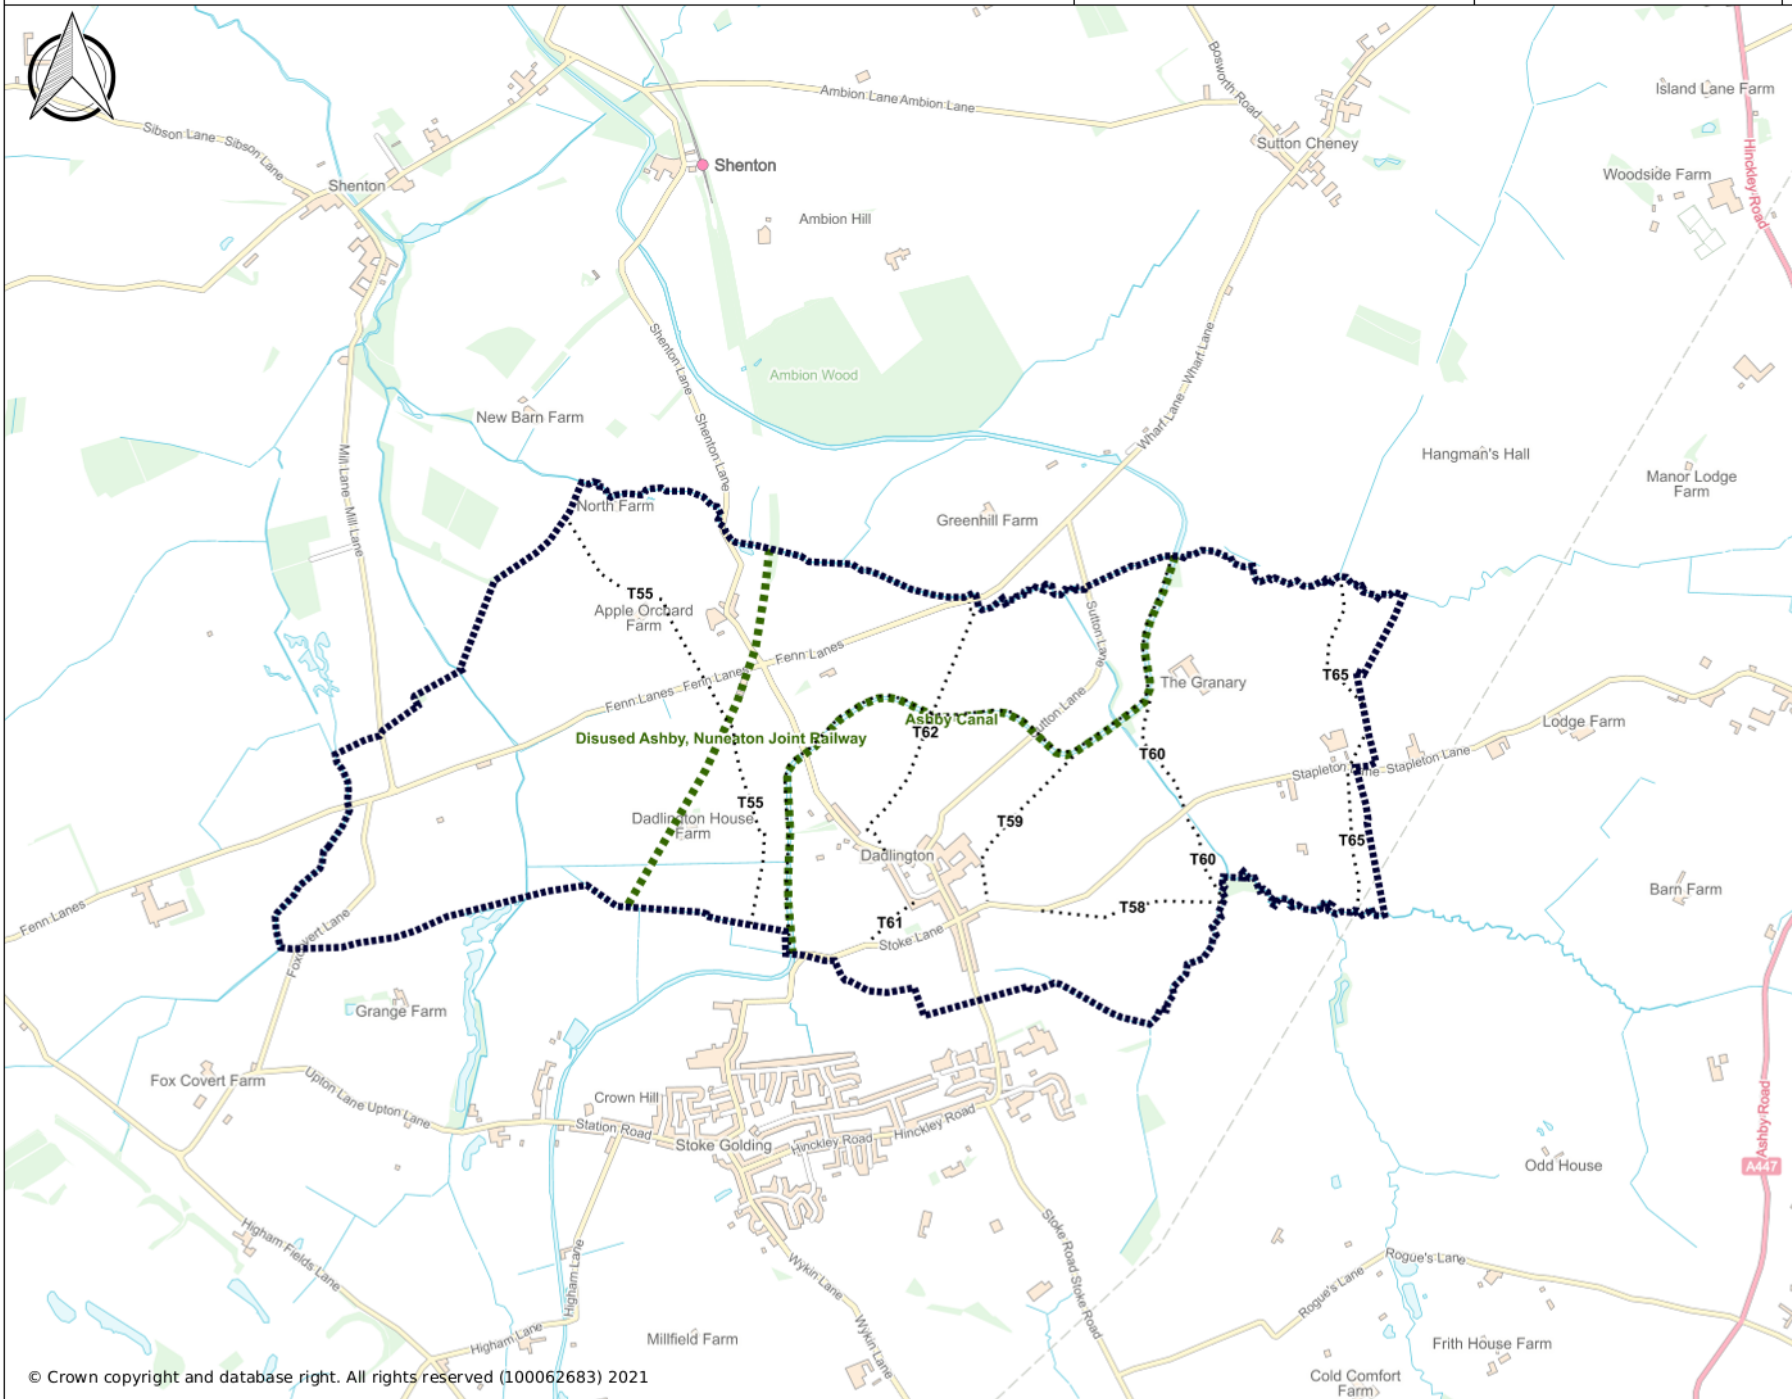 Bosworth Road
Island Lane Farm
Ambion Lane Ambion Lane
Sibson Lane Sibson Lane
Sutton Cheney
Hinckley Road
Shenton
Woodside Farm
Shenton
Ambion Hill
Shenton Lane
Wharf Lane
Ambion Wood
New Barn Farm
Shenton Lane
Wharf Lane
Hangman's Hall
Mill Lane
Manor Lodge
Farm
Mill Lane
North Farm
Greenhill Farm
T55
Apple Orchard
Farm
Sutton Lane
Fenn Lanes
T65
The Granary
Fenn Lanes
Fenn Lanes
Sutton Lane
Ashby Canal
Lodge Farm
T62
Disused Ashby, Nuneaton Joint Railway
T60
Stapleton Lane
Stapleton Lane
T55
Dadlington House
Farm
T59
T65
Dadlington
T60
Barn Farm
T58
Fenn Lanes
T61
Stoke Lane
Foxcovert Lane
Grange Farm
Fox Covert Farm
Upton Lane
Upton Lane
Crown Hill
Station Road
Hinckley Road
Hinckley Road
Stoke Golding
Ashby Road
A447
Odd House
Higham Fields Lane
Higham Lane
Wykin Lane
Stoke Road Stoke Road
Rogue's Lane
Rogue's Lane
Higham Lane
Millfield Farm
Wykin Lane
Frith House Farm
Cold Comfort
Farm
© Crown copyright and database right. All rights reserved (100062683) 2021